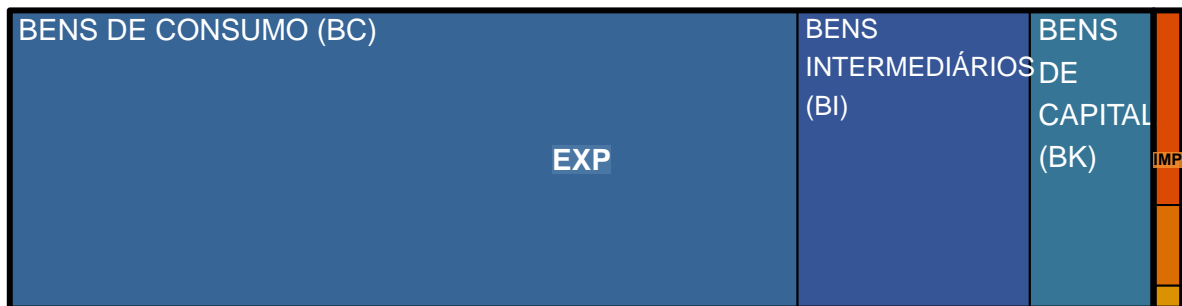 BENS DE CONSUMO (BC)
BENS
INTERMEDIÁRIOS
(BI)
BENS
DE
CAPITAL
(BK)
EXP
IMP